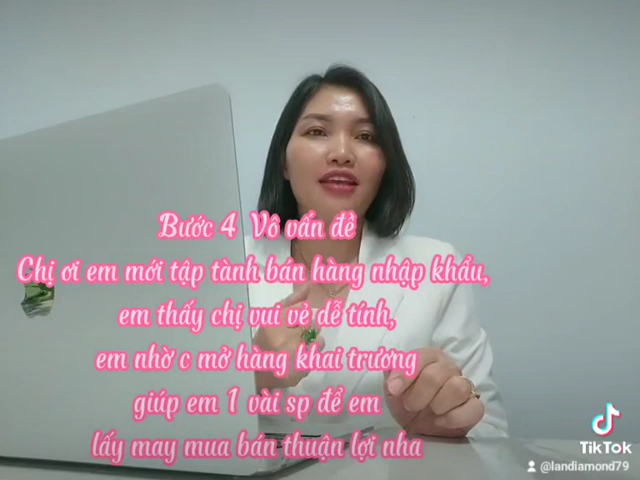 Bước 4 Vô vấn đề
Chị ơi em mới tập tành bán hàng nhập khẩu,
em thấy chị vui vẻ dễ tính,
em nhờ c mở hàng khai trương
giúp em 1 vài sp để em
lấy may mua bán thuận lợi nha
TikTok
@landiamond79